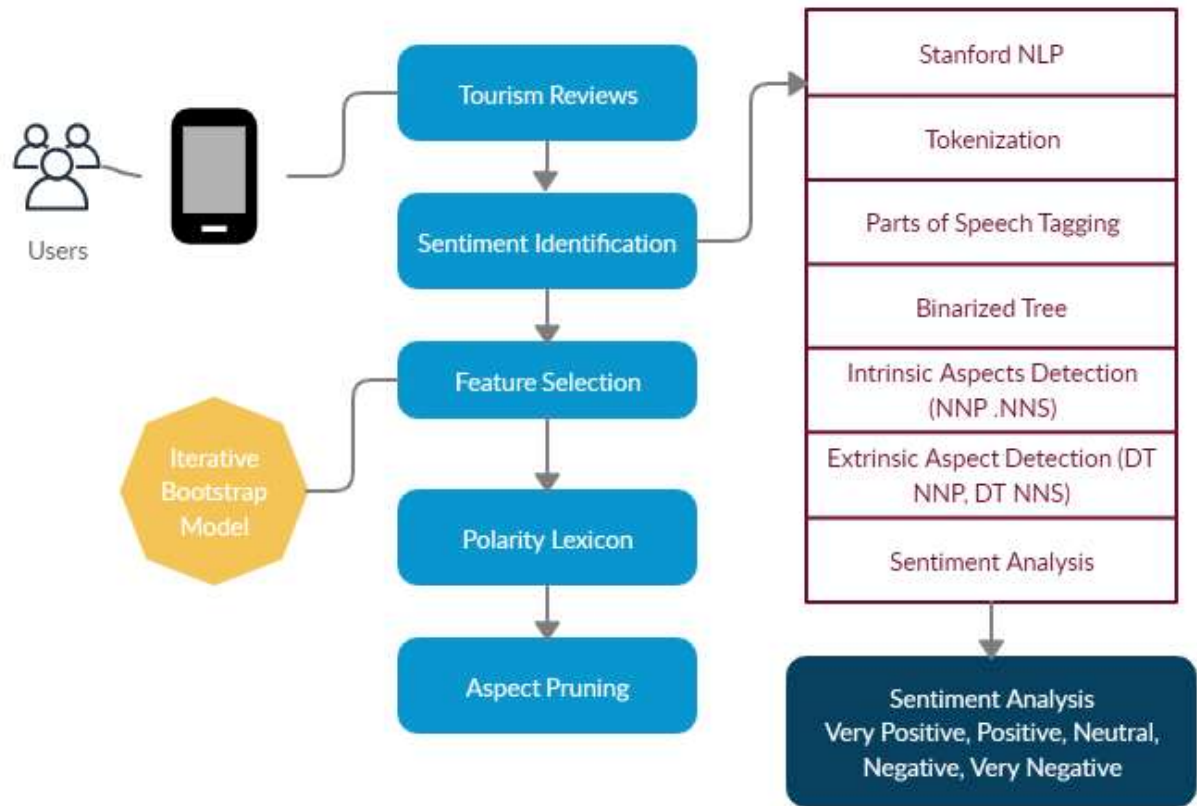 Users
Tourism Reviews
Sentiment Identification
Feature Selection
Iterative
Bootstrap
Model
Polarity Lexicon
Aspect Pruning
Stanford NLP
Tokenization
Parts of Speech Tagging
Binarized Tree
Intrinsic Aspects Detection
(NNP .NNS)
Extrinsic Aspect Detection (DT
NNP, DT NNS)
Sentiment Analysis
Sentiment Analysis
Very Positive, Positive, Neutral,
Negative, Very Negative